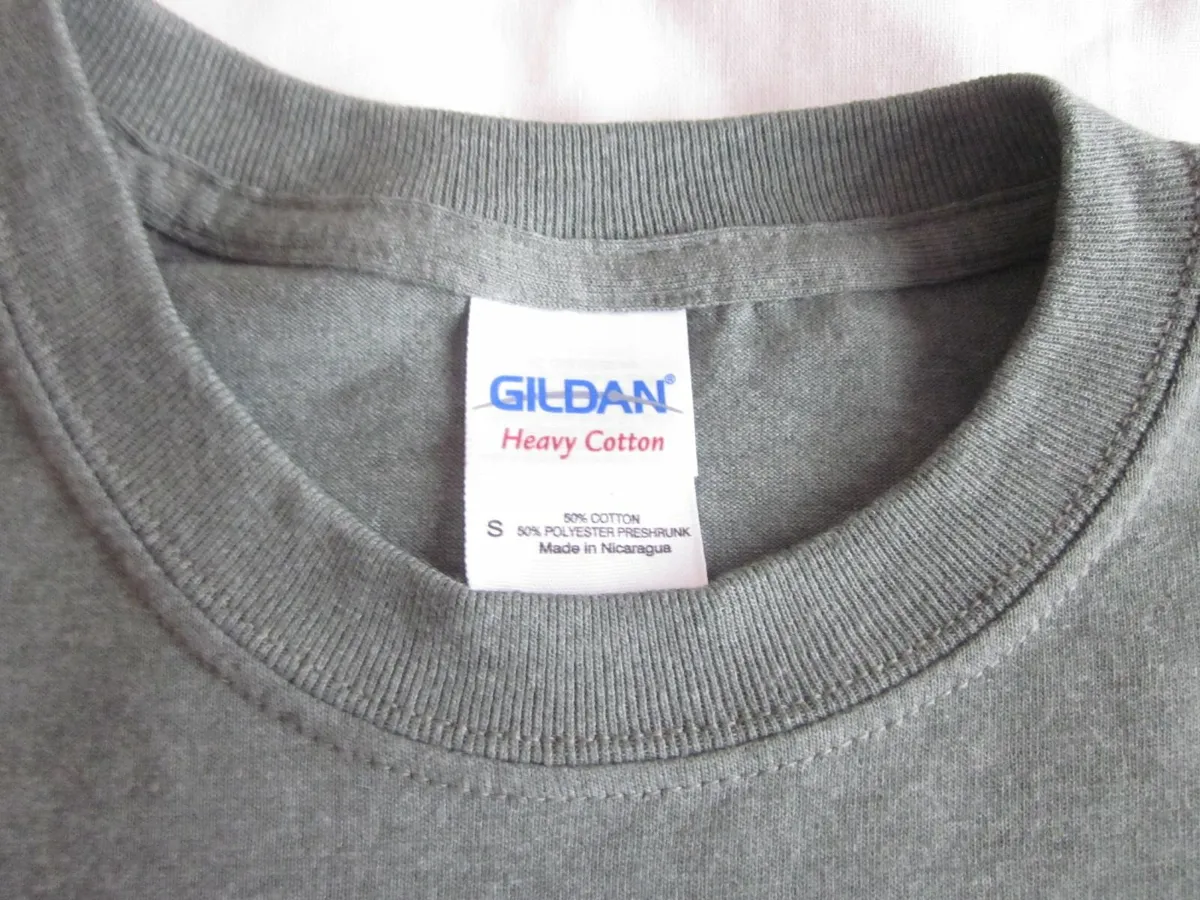 GILDAN®
Heavy Cotton
50% COTTON
S 50% POLYESTER PRESHRUNK
Made in Nicaragua